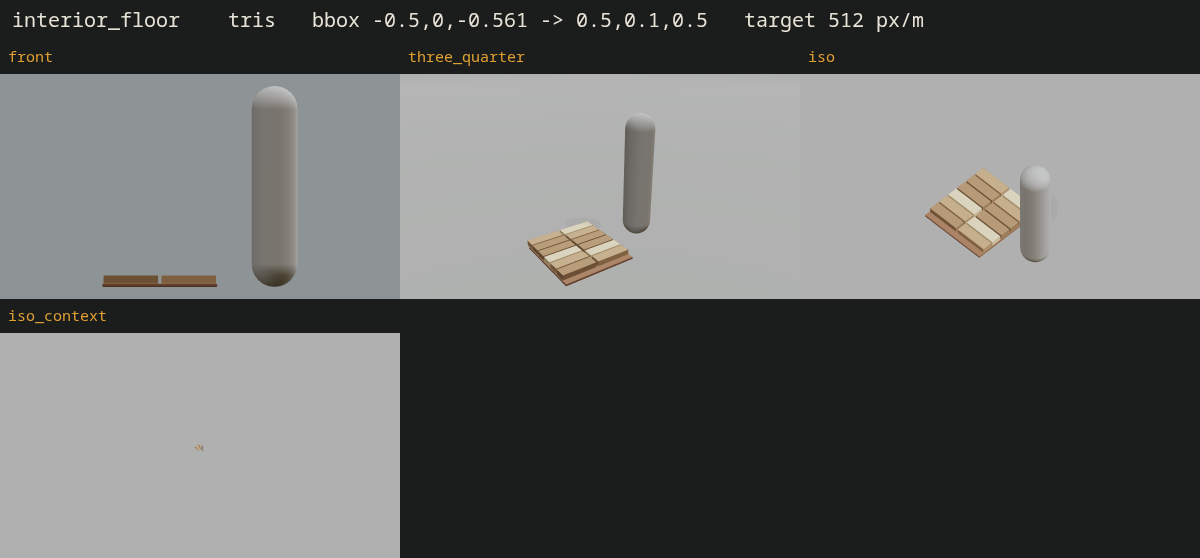 interior_floor    tris   bbox -0.5,0,-0.561 -> 0.5,0.1,0.5   target 512 px/m
front
three_quarter
iso
iso_context